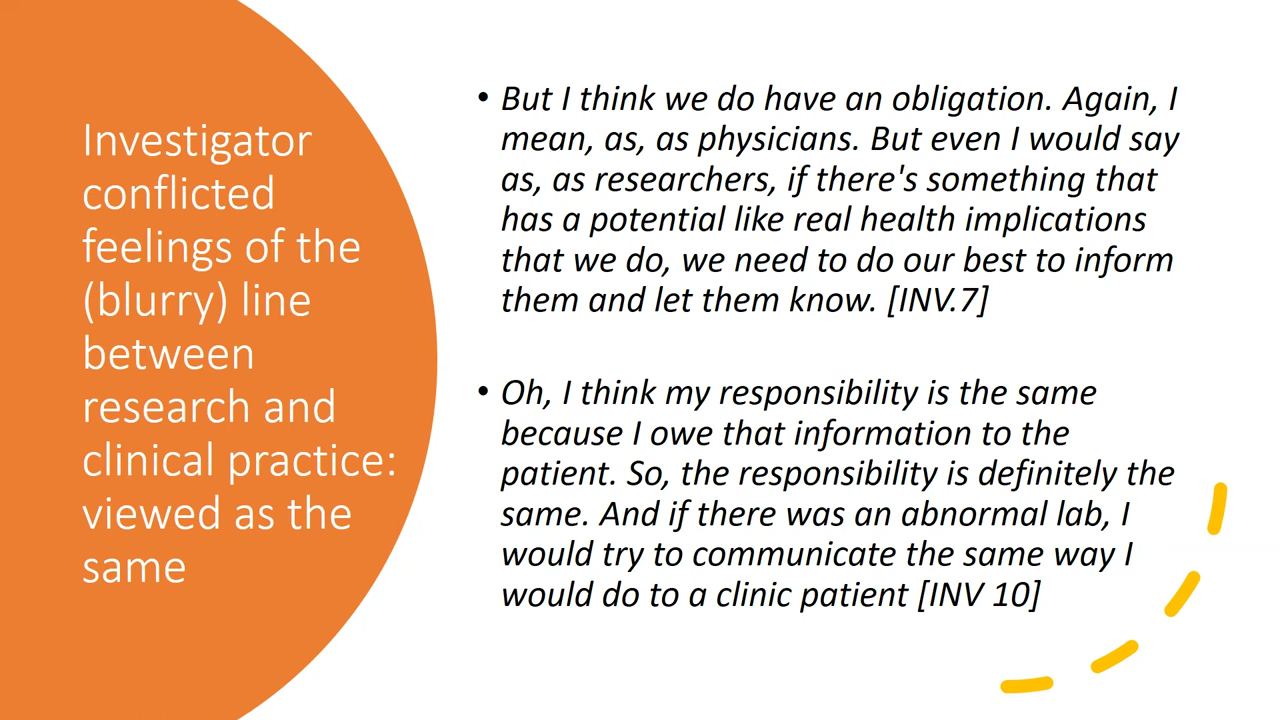 Investigator
conflicted
feelings of the
(blurry) line
between
research and
clinical practice:
viewed as the
same
• But I think we do have an obligation. Again, I
mean, as, as physicians. But even I would say
as, as researchers, if there's something that
has a potential like real health implications
that we do, we need to do our best to inform
them and let them know. [INV.7]
• Oh, I think my responsibility is the same
because I owe that information to the
patient. So, the responsibility is definitely the
same. And if there was an abnormal lab, I
would try to communicate the same way I
would do to a clinic patient [INV 10]